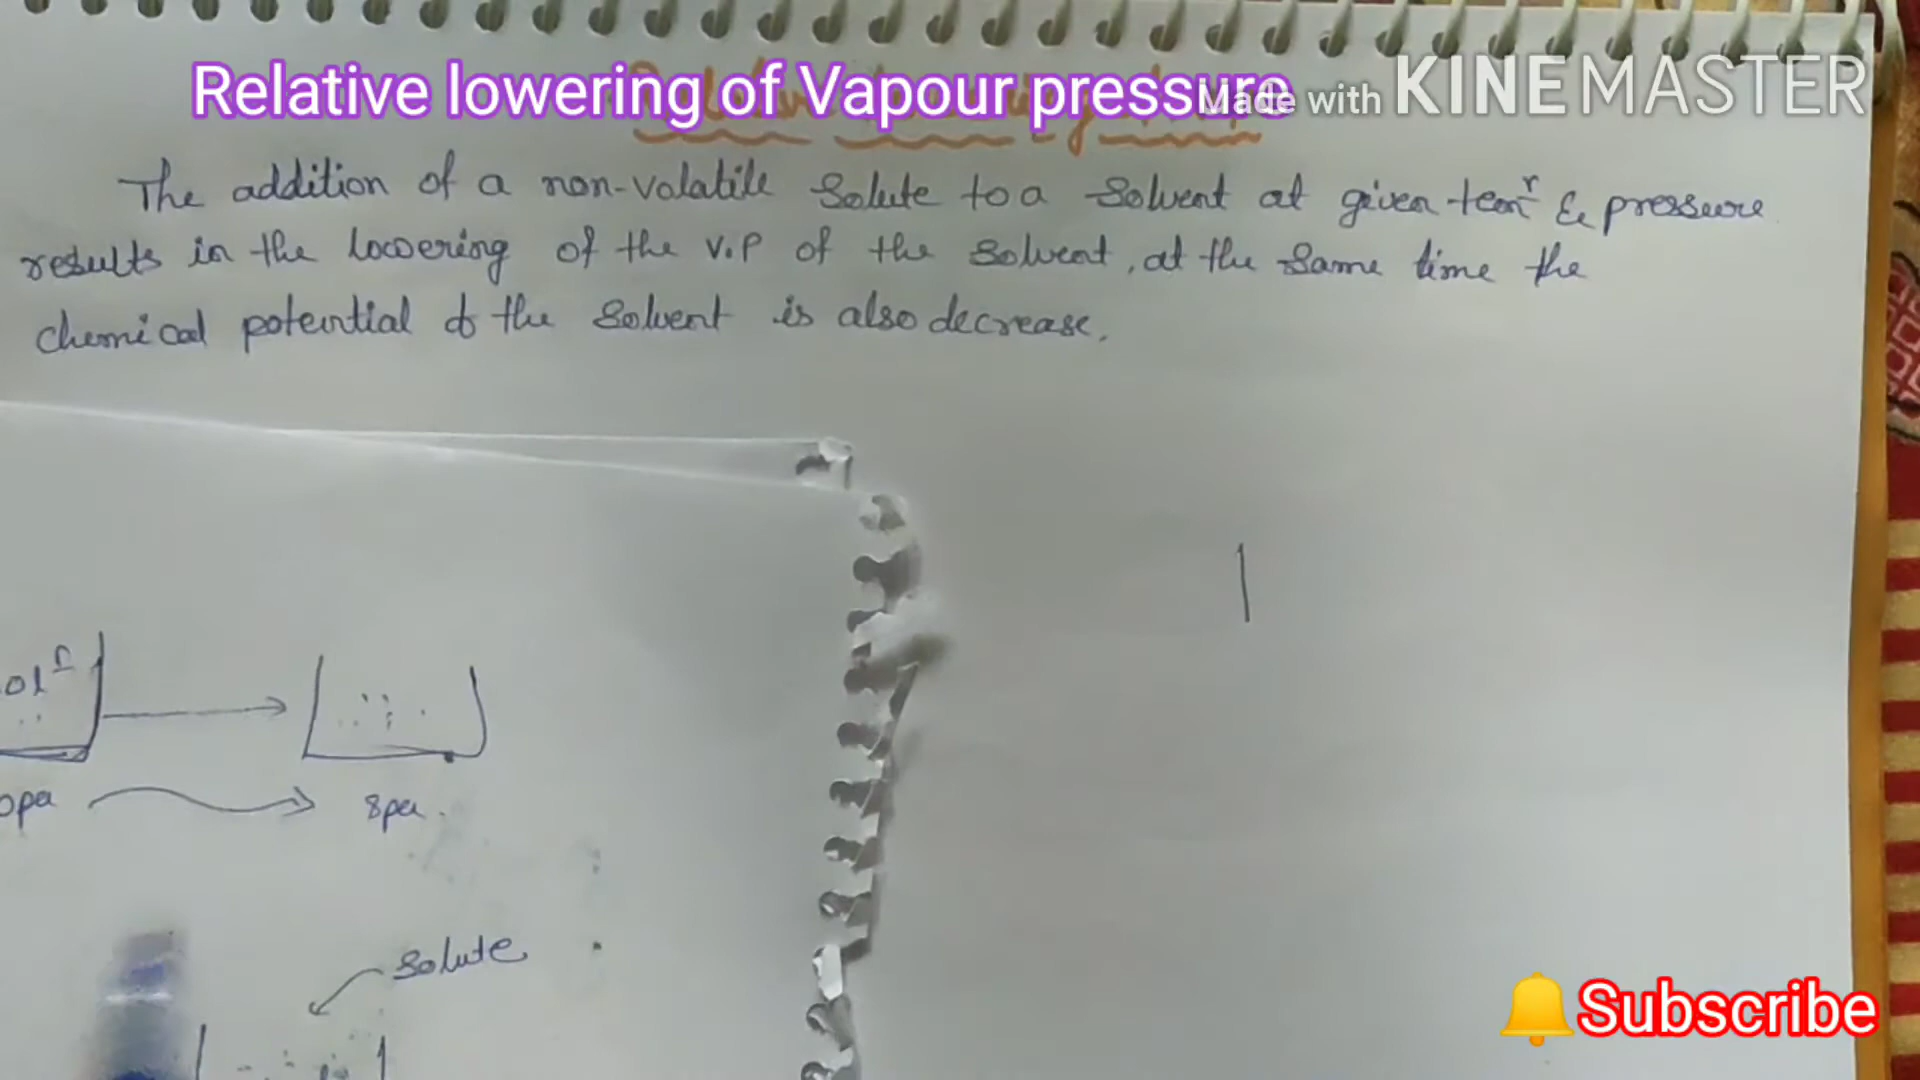 Relative lowering of Vapour pressure
Made with KINEMASTER
The addition of a non-volatile solute to a solvent at given temr & pressure
results in the lowering of the V.P of the solvent, at the same time the
chemical potential of the solvent is also decrease.
8pa.
solute
Subscribe